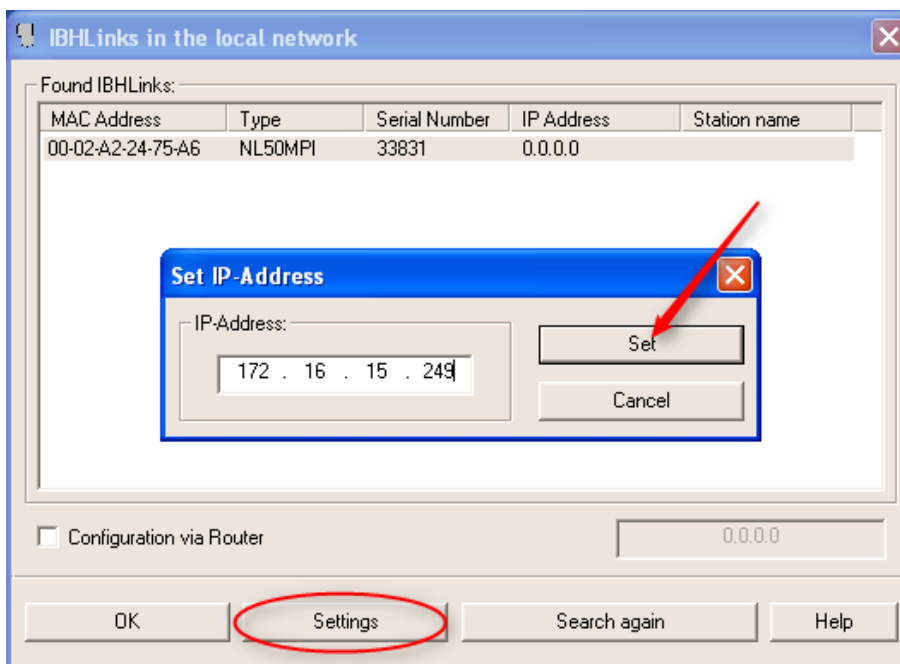 IBHLinks in the local network
Found IBHLinks:
MAC Address Type Serial Number IP Address Station name
00-02-A2-24-75-A6 NL50MPI 33831 0.0.0.0
Set IP-Address
IP-Address:
Set
172 . 16 . 15 . 249
Cancel
Configuration via Router 0.0.0.0
OK Settings Search again Help